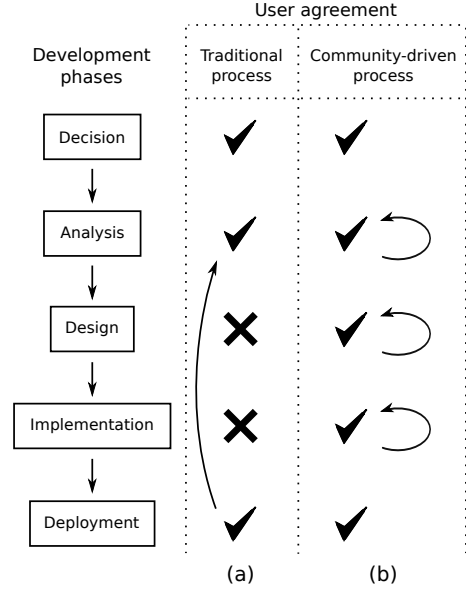 User agreement
Development
phases
Traditional
process
Community-driven
process
Decision
Analysis
Design
Implementation
Deployment
(a)
(b)